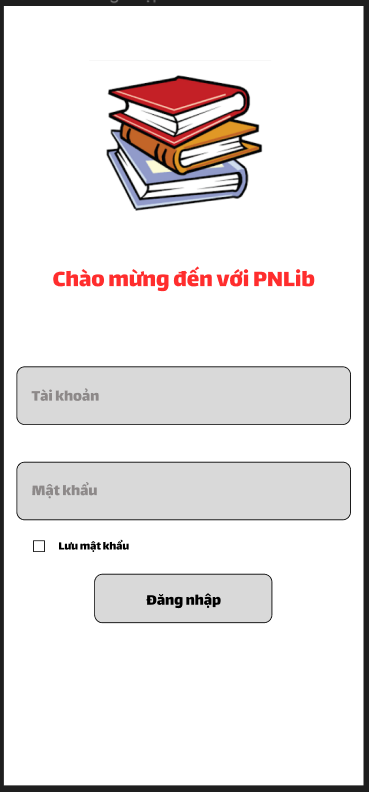 Chào mừng đến với PNLib
Tài khoản
Mật khẩu
Lưu mật khẩu
Đăng nhập